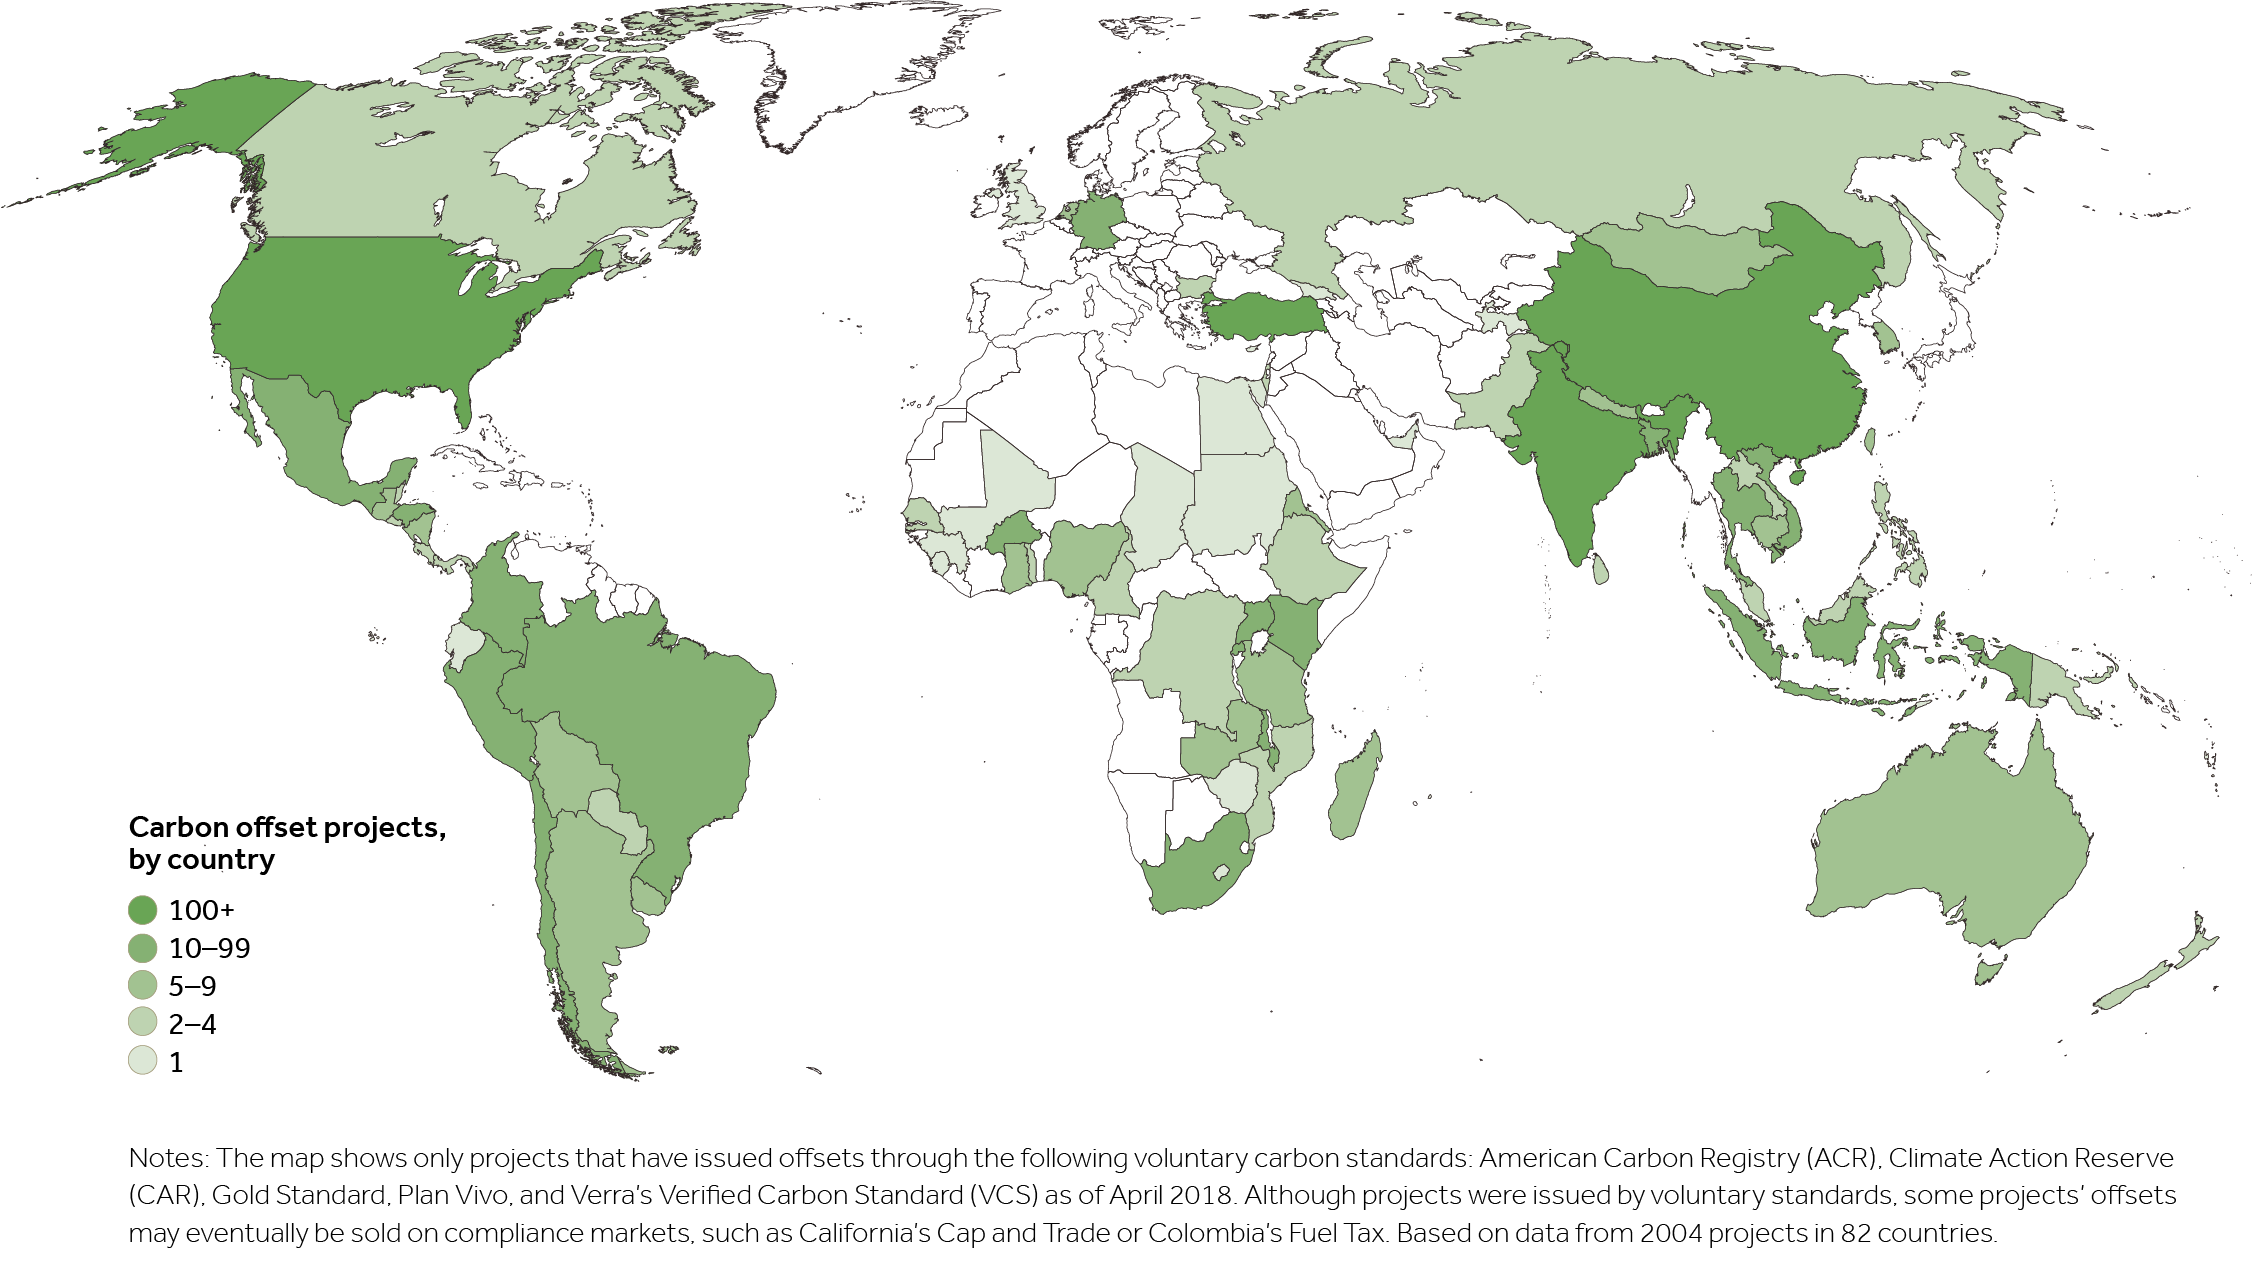 Carbon offset projects,
by country
100+
10–99
5–9
2–4
1
Notes: The map shows only projects that have issued offsets through the following voluntary carbon standards: American Carbon Registry (ACR), Climate Action Reserve
(CAR), Gold Standard, Plan Vivo, and Verra’s Verified Carbon Standard (VCS) as of April 2018. Although projects were issued by voluntary standards, some projects’ offsets
may eventually be sold on compliance markets, such as California’s Cap and Trade or Colombia’s Fuel Tax. Based on data from 2004 projects in 82 countries.